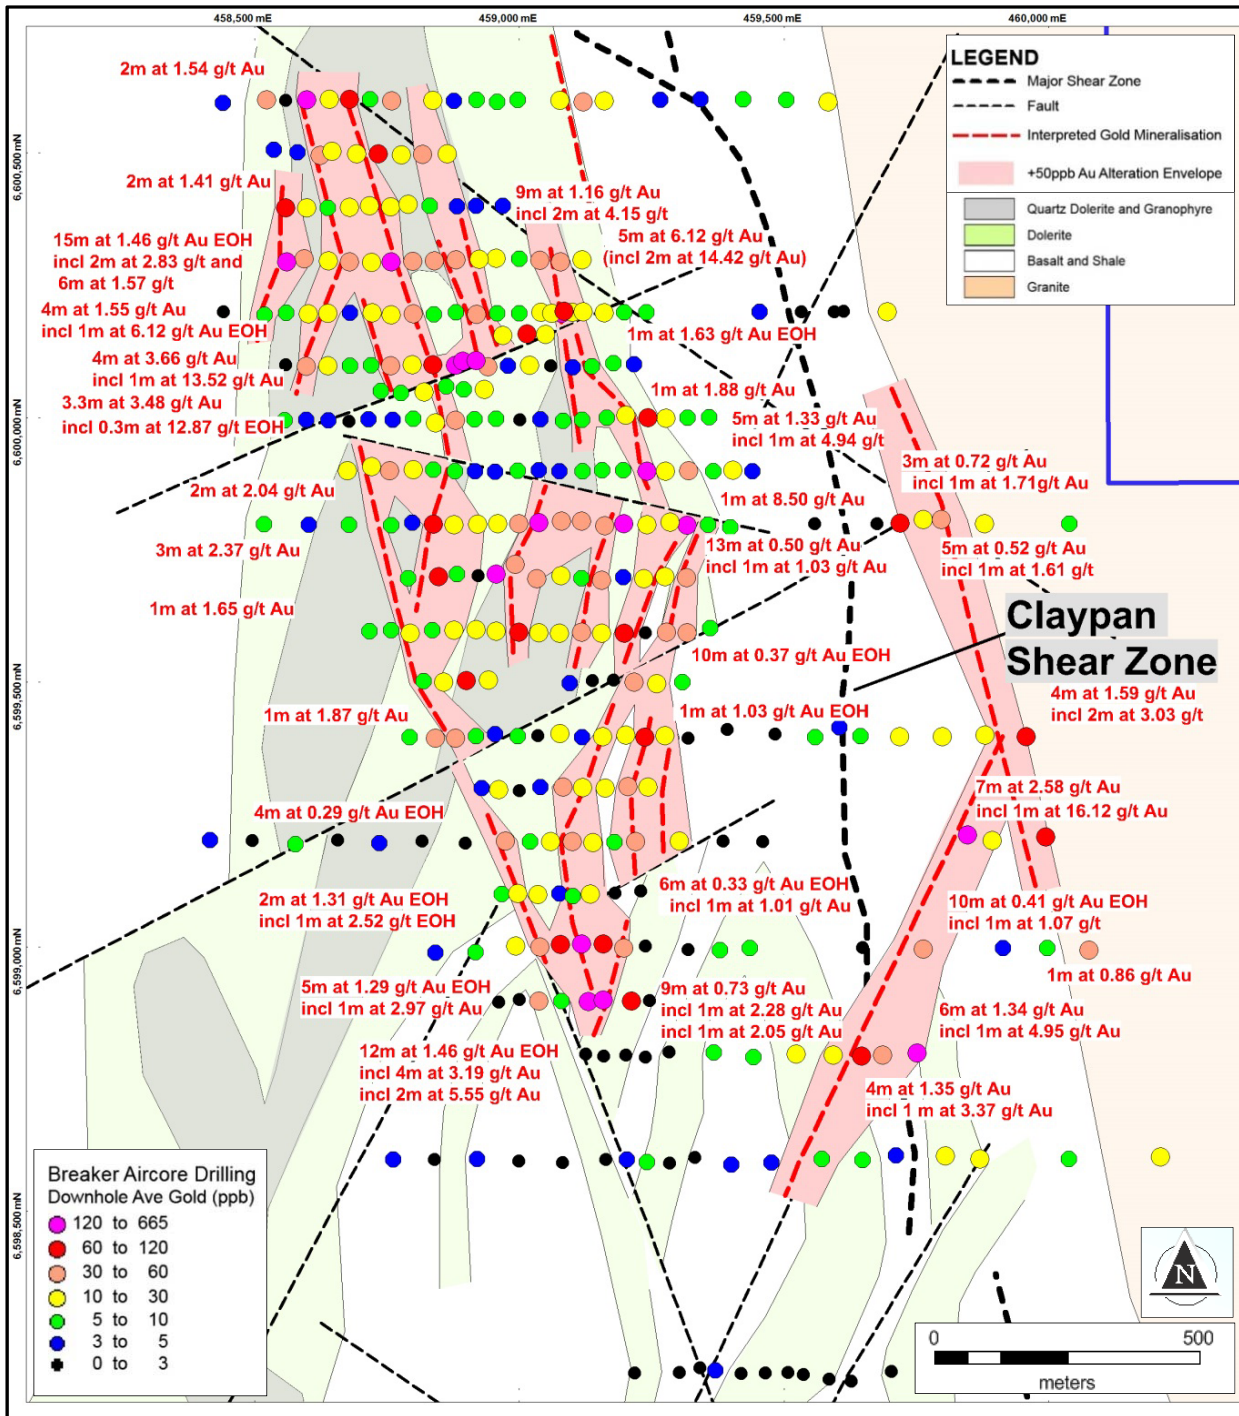 458,500 mE
459,000 mE
459,500 mE
460,000 mE
6,600,500 mN
6,600,000 mN
6,599,500 mN
6,599,000 mN
6,598,500 mN
LEGEND
Major Shear Zone
Fault
Interpreted Gold Mineralisation
+50ppb Au Alteration Envelope
Quartz Dolerite and Granophyre
Dolerite
Basalt and Shale
Granite
2m at 1.54 g/t Au
2m at 1.41 g/t Au
9m at 1.16 g/t Au
incl 2m at 4.15 g/t
15m at 1.46 g/t Au EOH
incl 2m at 2.83 g/t and
6m at 1.57 g/t
5m at 6.12 g/t Au
(incl 2m at 14.42 g/t Au)
4m at 1.55 g/t Au
incl 1m at 6.12 g/t Au EOH
1m at 1.63 g/t Au EOH
4m at 3.66 g/t Au
incl 1m at 13.52 g/t Au
1m at 1.88 g/t Au
3.3m at 3.48 g/t Au
incl 0.3m at 12.87 g/t EOH
5m at 1.33 g/t Au
incl 1m at 4.94 g/t
3m at 0.72 g/t Au
incl 1m at 1.71g/t Au
2m at 2.04 g/t Au
1m at 8.50 g/t Au
3m at 2.37 g/t Au
13m at 0.50 g/t Au
incl 1m at 1.03 g/t Au
5m at 0.52 g/t Au
incl 1m at 1.61 g/t
1m at 1.65 g/t Au
Claypan
Shear Zone
10m at 0.37 g/t Au EOH
4m at 1.59 g/t Au
incl 2m at 3.03 g/t
1m at 1.87 g/t Au
1m at 1.03 g/t Au EOH
7m at 2.58 g/t Au
incl 1m at 16.12 g/t Au
4m at 0.29 g/t Au EOH
2m at 1.31 g/t Au EOH
incl 1m at 2.52 g/t EOH
6m at 0.33 g/t Au EOH
incl 1m at 1.01 g/t Au
10m at 0.41 g/t Au EOH
incl 1m at 1.07 g/t
1m at 0.86 g/t Au
5m at 1.29 g/t Au EOH
incl 1m at 2.97 g/t Au
9m at 0.73 g/t Au
incl 1m at 2.28 g/t Au
incl 1m at 2.05 g/t Au
6m at 1.34 g/t Au
incl 1m at 4.95 g/t Au
12m at 1.46 g/t Au EOH
incl 4m at 3.19 g/t Au
incl 2m at 5.55 g/t Au
4m at 1.35 g/t Au
incl 1 m at 3.37 g/t Au
Breaker Aircore Drilling
Downhole Ave Gold (ppb)
120 to 665
60 to 120
30 to 60
10 to 30
5 to 10
3 to 5
0 to 3
N
0 500
meters